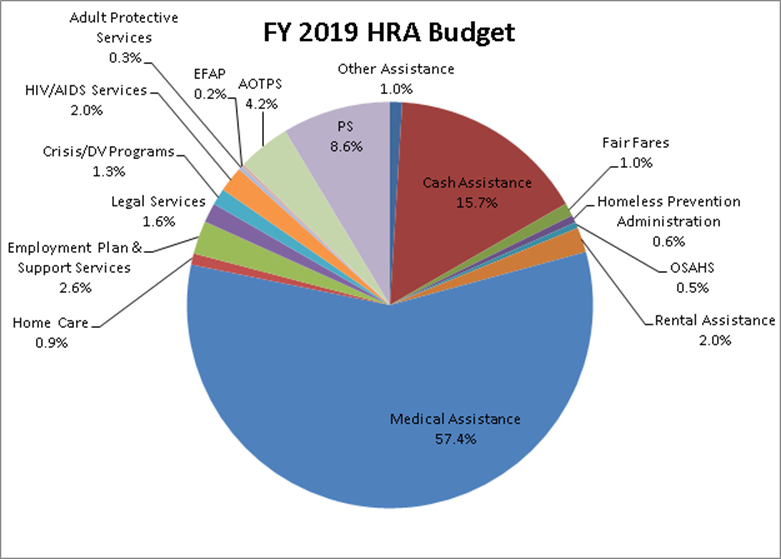 FY 2019 HRA Budget
Adult Protective
Services
0.3%
EFAP
0.2%
AOTPS
4.2%
Other Assistance
1.0%
HIV/AIDS Services
2.0%
PS
8.6%
Crisis/DV Programs
1.3%
Legal Services
1.6%
Employment Plan &
Support Services
2.6%
Home Care
0.9%
Cash Assistance
15.7%
Fair Fares
1.0%
Homeless Prevention
Administration
0.6%
OSAHS
0.5%
Rental Assistance
2.0%
Medical Assistance
57.4%